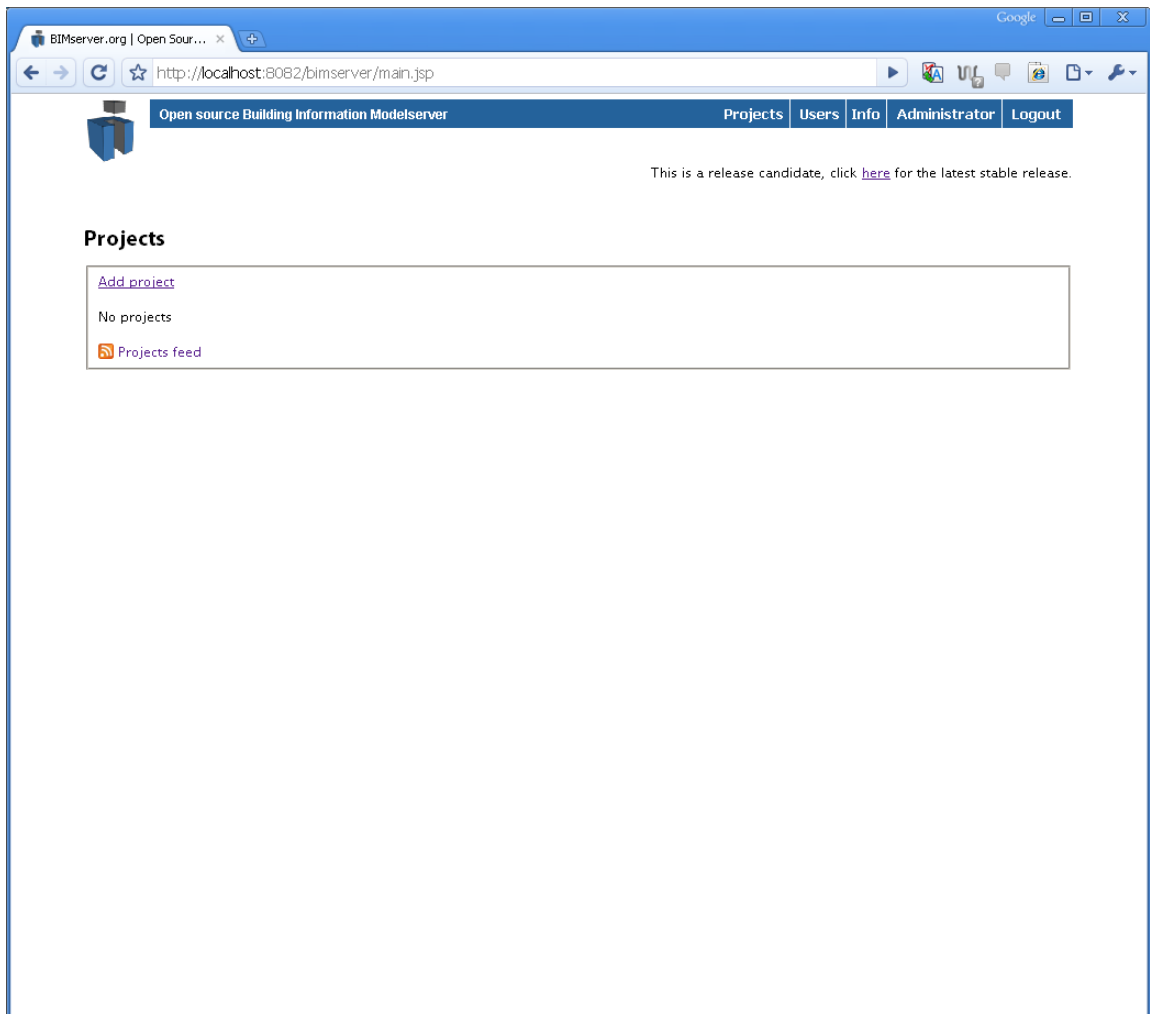 Google
BIMserver.org | Open Sour...
http://localhost:8082/bimserver/main.jsp
Open source Building Information Modelserver
Projects Users Info Administrator Logout
This is a release candidate, click here for the latest stable release.
Projects
Add project
No projects
Projects feed